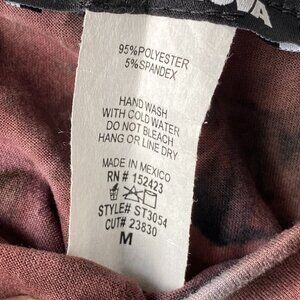 95%POLYESTER
5%SPANDEX
HAND WASH
WITH COLD WATER
DO NOT BLEACH
HANG OR LINE DRY
MADE IN MEXICO
RN # 152423
STYLE# ST3054
CUT# 23830
M